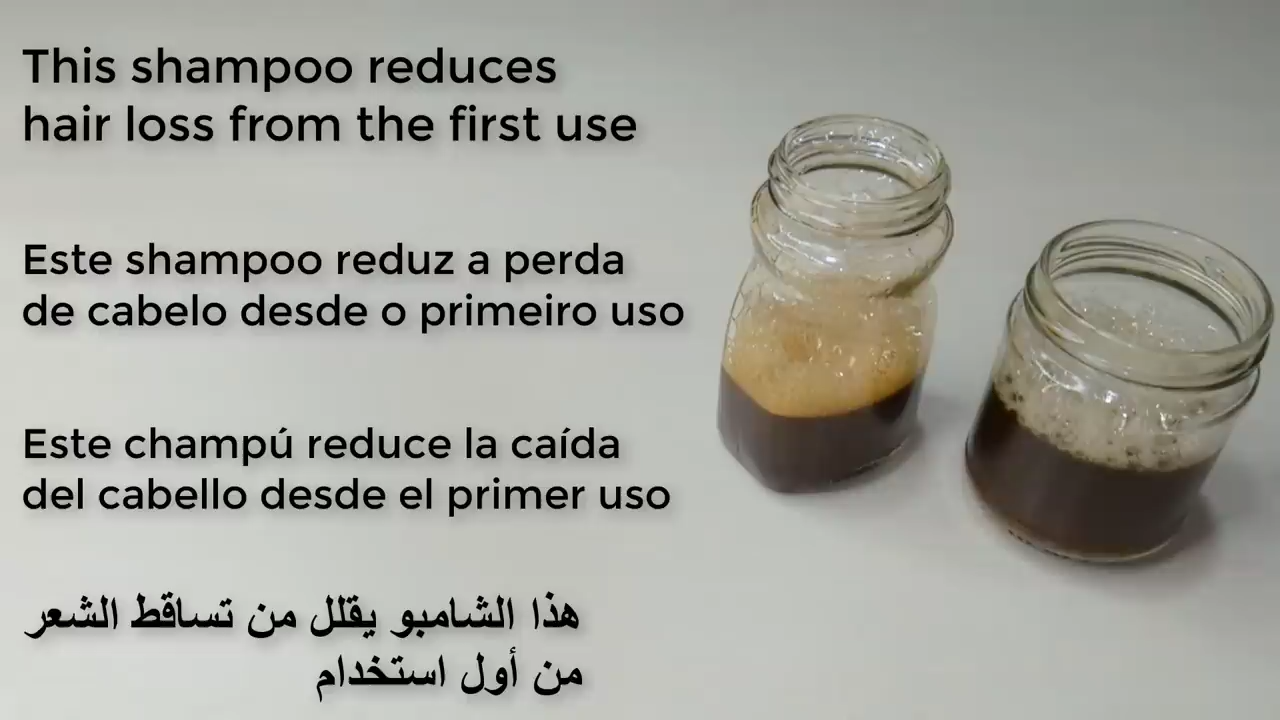 This shampoo reduces
hair loss from the first use
Este shampoo reduz a perda
de cabelo desde o primeiro uso
Este champú reduce la caída
del cabello desde el primer uso
هذا الشامبو يقلل من تساقط الشعر
من أول استخدام